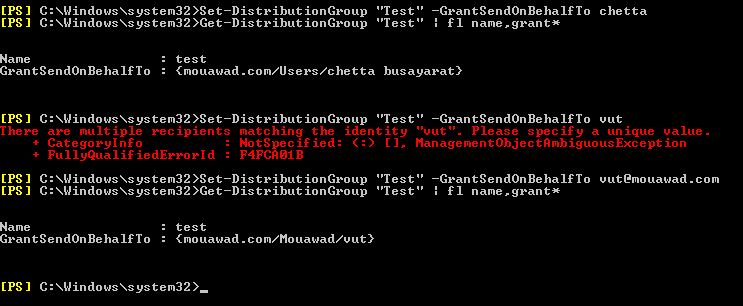 [PS] C:\Windows\system32>Set-DistributionGroup "Test" -GrantSendOnBehalfTo chetta
[PS] C:\Windows\system32>Get-DistributionGroup "Test" | fl name,grant*
Name : test
GrantSendOnBehalfTo : {mouawad.com/Users/chetta busayarat}
[PS] C:\Windows\system32>Set-DistributionGroup "Test" -GrantSendOnBehalfTo vut
There are multiple recipients matching the identity "vut". Please specify a unique value.
+ CategoryInfo : NotSpecified: (:) [], ManagementObjectAmbiguousException
+ FullyQualifiedErrorId : F4FCA01B
[PS] C:\Windows\system32>Set-DistributionGroup "Test" -GrantSendOnBehalfTo vut@mouawad.com
[PS] C:\Windows\system32>Get-DistributionGroup "Test" | fl name,grant*
Name : test
GrantSendOnBehalfTo : {mouawad.com/Mouawad/vut}
[PS] C:\Windows\system32>_